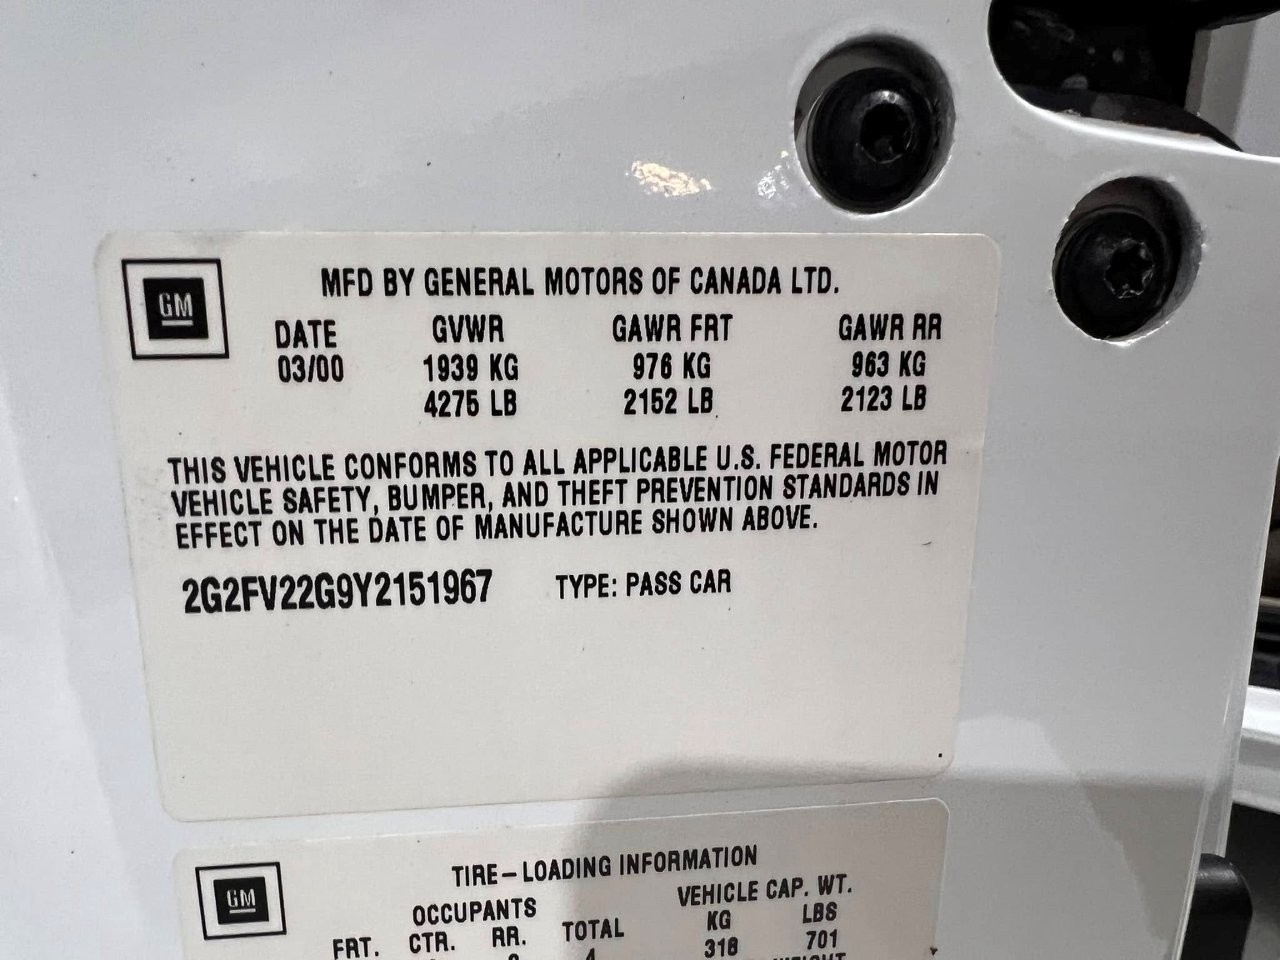 GM
MFD BY GENERAL MOTORS OF CANADA LTD.
DATE GVWR GAWR FRT GAWR RR
03/00 1939 KG 976 KG 963 KG
4275 LB 2152 LB 2123 LB
THIS VEHICLE CONFORMS TO ALL APPLICABLE U.S. FEDERAL MOTOR
VEHICLE SAFETY, BUMPER, AND THEFT PREVENTION STANDARDS IN
EFFECT ON THE DATE OF MANUFACTURE SHOWN ABOVE.
2G2FV22G9Y2151967 TYPE: PASS CAR
GM
TIRE–LOADING INFORMATION
OCCUPANTS VEHICLE CAP. WT.
FRT. CTR. RR. TOTAL KG LBS
318 701